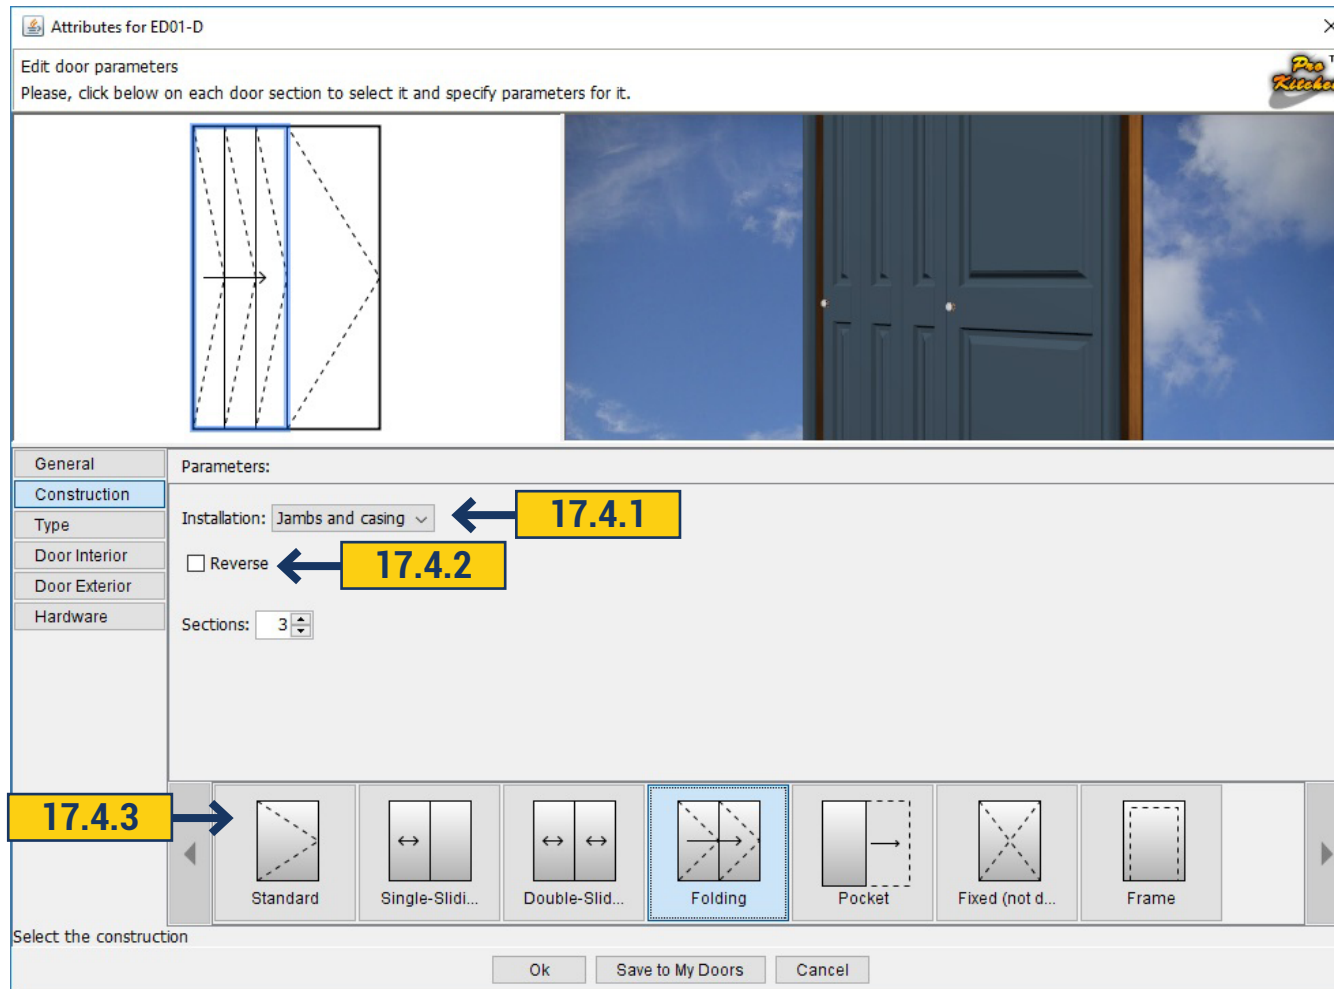 Attributes for ED01-D
Edit door parameters
Please, click below on each door section to select it and specify parameters for it.
Pro
Kitchen
General
Construction
Type
Door Interior
Door Exterior
Hardware
Parameters:
Installation: Jambs and casing
17.4.1
Reverse
17.4.2
Sections: 3
17.4.3
Standard
Single-Slidi...
Double-Slid...
Folding
Pocket
Fixed (not d...
Frame
Select the construction
Ok
Save to My Doors
Cancel